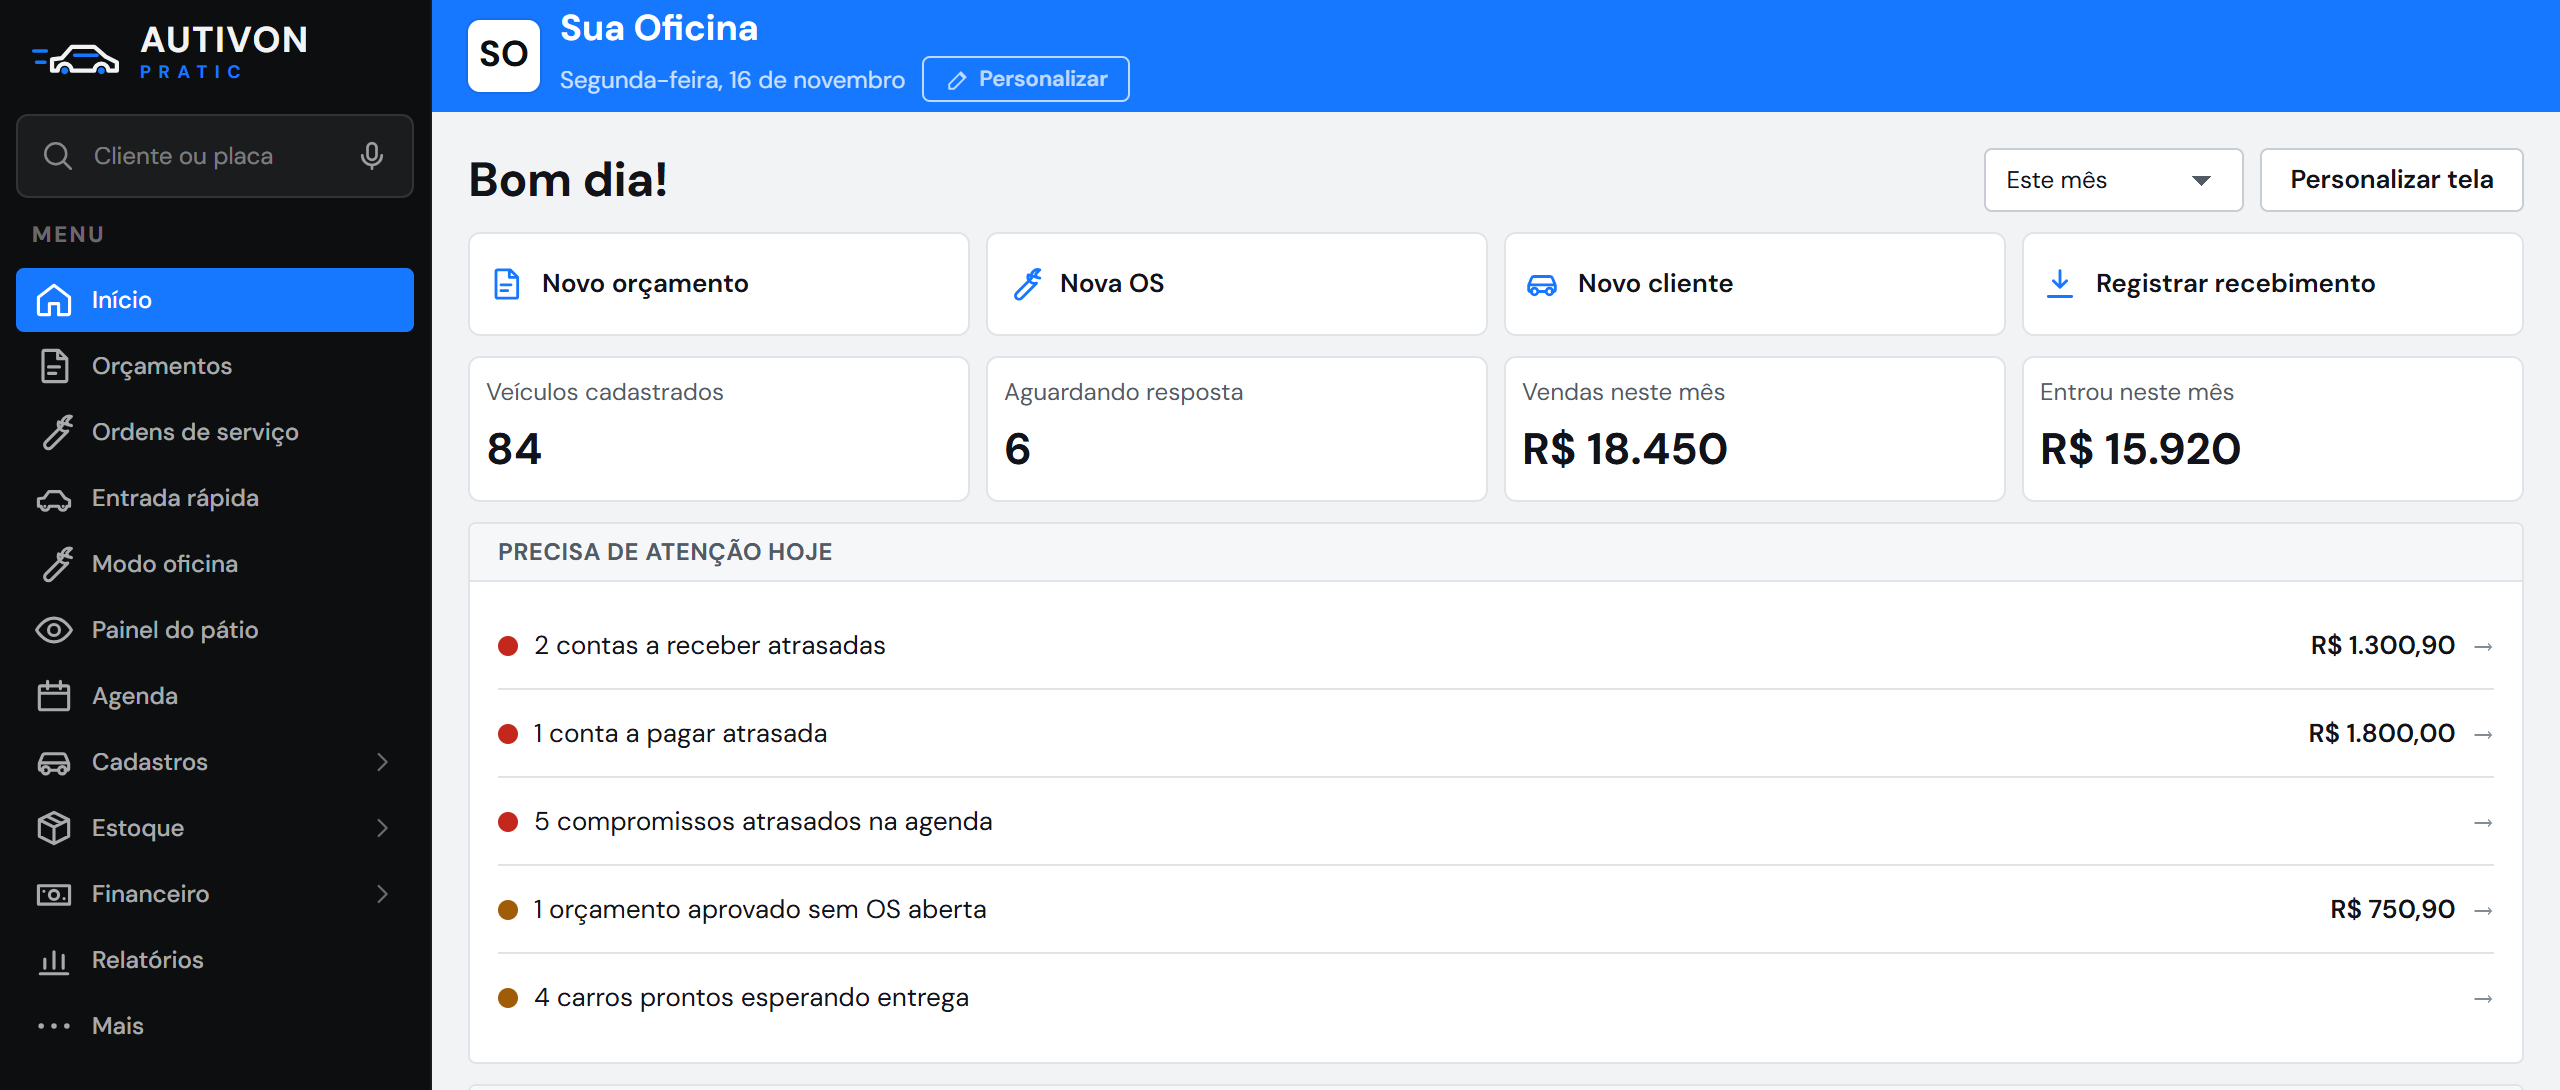 AUTIVON
PRATIC
Cliente ou placa
MENU
Início
Orçamentos
Ordens de serviço
Entrada rápida
Modo oficina
Painel do pátio
Agenda
Cadastros
Estoque
Financeiro
Relatórios
Mais
SO
Sua Oficina
Segunda-feira, 16 de novembro
Personalizar
Bom dia!
Este mês
Personalizar tela
Novo orçamento
Nova OS
Novo cliente
Registrar recebimento
Veículos cadastrados
84
Aguardando resposta
6
Vendas neste mês
R$ 18.450
Entrou neste mês
R$ 15.920
PRECISA DE ATENÇÃO HOJE
2 contas a receber atrasadas R$ 1.300,90 →
1 conta a pagar atrasada R$ 1.800,00 →
5 compromissos atrasados na agenda →
1 orçamento aprovado sem OS aberta R$ 750,90 →
4 carros prontos esperando entrega →